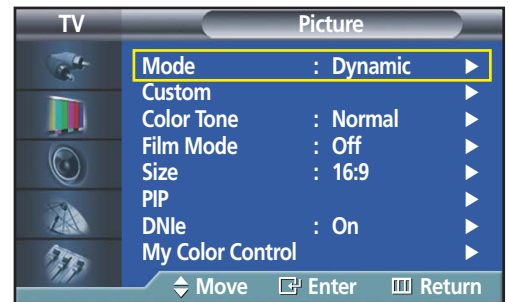 TV Picture
Mode : Dynamic
Custom
Color Tone : Normal
Film Mode : Off
Size : 16:9
PIP
DNIe : On
My Color Control
Move Enter Return